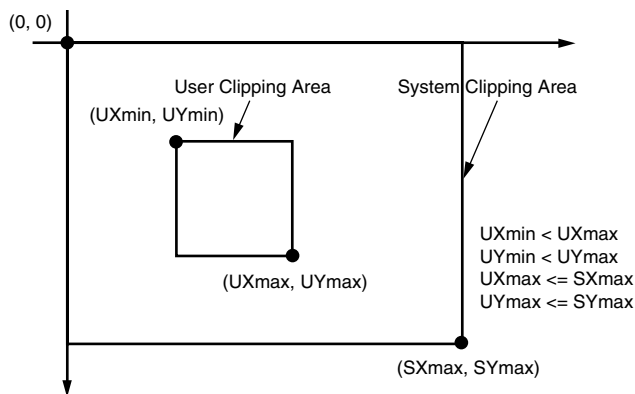 (0, 0)
User Clipping Area
System Clipping Area
(UXmin, UYmin)
UXmin < UXmax
UYmin < UYmax
UXmax <= SXmax
UYmax <= SYmax
(UXmax, UYmax)
(SXmax, SYmax)